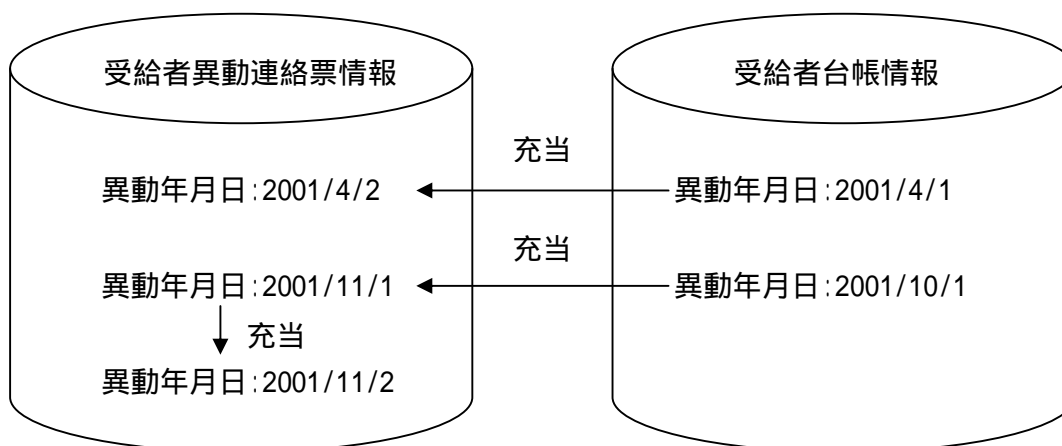 受給者異動連絡票情報
受給者台帳情報
充当
異動年月日:2001/4/2
異動年月日:2001/4/1
充当
異動年月日:2001/11/1
異動年月日:2001/10/1
充当
異動年月日:2001/11/2